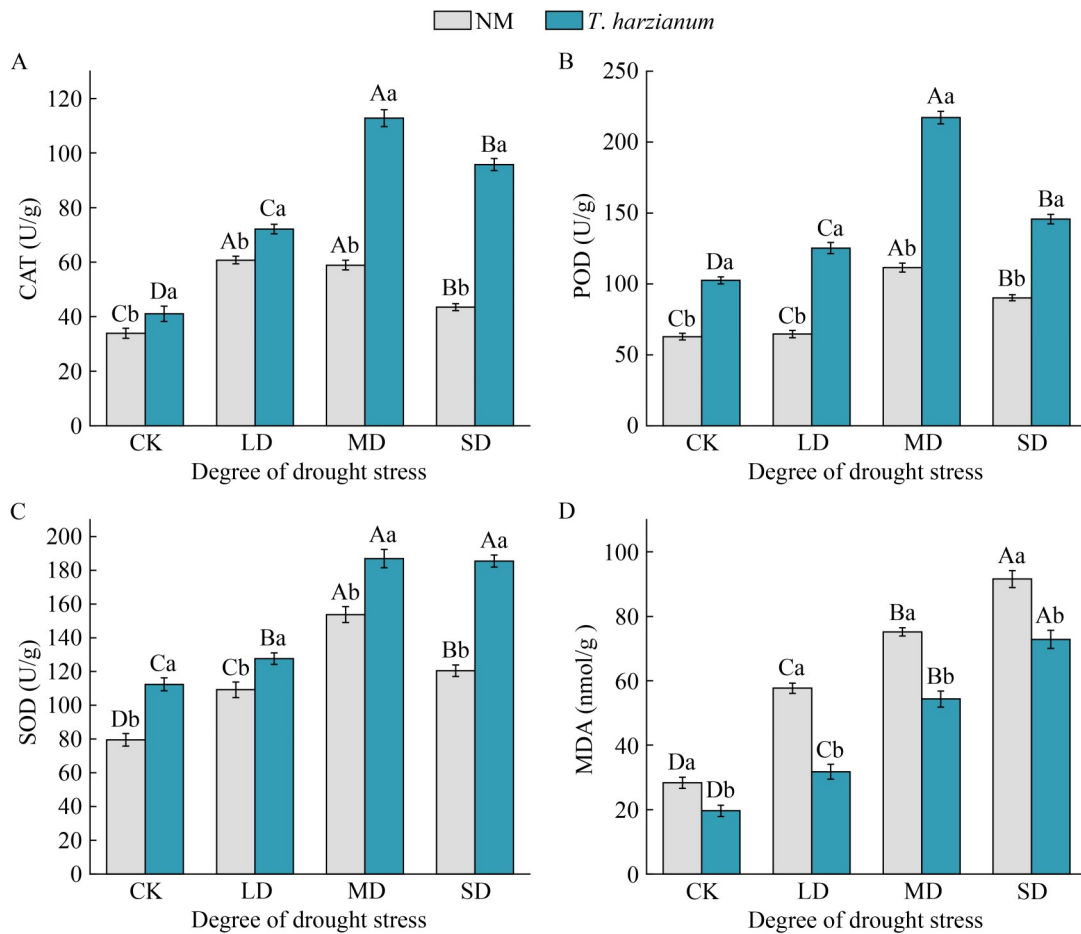 NM T. harzianum
A
CAT (U/g)
120
100
80
60
40
20
0
Cb Da Ab Ca Ab Aa Bb Ba
CK LD MD SD
Degree of drought stress
B
POD (U/g)
250
200
150
100
50
0
Cb Da Cb Ca Ab Aa Bb Ba
CK LD MD SD
Degree of drought stress
C
SOD (U/g)
200
180
160
140
120
100
80
60
40
20
0
Db Ca Cb Ba Ab Aa Bb Aa
CK LD MD SD
Degree of drought stress
D
MDA (nmol/g )
100
80
60
40
20
0
Da Db Ca Cb Ba Bb Aa Ab
CK LD MD SD
Degree of drought stress